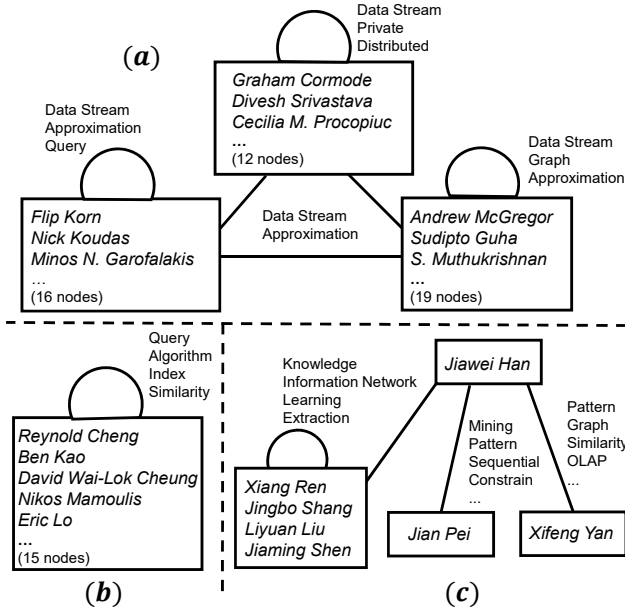 (a)
Data Stream
Private
Distributed
Graham Cormode
Divesh Srivastava
Cecilia M. Procopiuc
...
(12 nodes)
Data Stream
Approximation
Query
Flip Korn
Nick Koudas
Minos N. Garofalakis
...
(16 nodes)
Data Stream
Approximation
Data Stream
Graph
Approximation
Andrew McGregor
Sudipto Guha
S. Muthukrishnan
...
(19 nodes)
Query
Algorithm
Index
Similarity
Reynold Cheng
Ben Kao
David Wai-Lok Cheung
Nikos Mamoulis
Eric Lo
...
(15 nodes)
(b)
Knowledge
Information Network
Learning
Extraction
Jiawei Han
Xiang Ren
Jingbo Shang
Liyuan Liu
Jiaming Shen
Mining
Pattern
Sequential
Constrain
...
Jian Pei
Pattern
Graph
Similarity
OLAP
...
Xifeng Yan
(c)